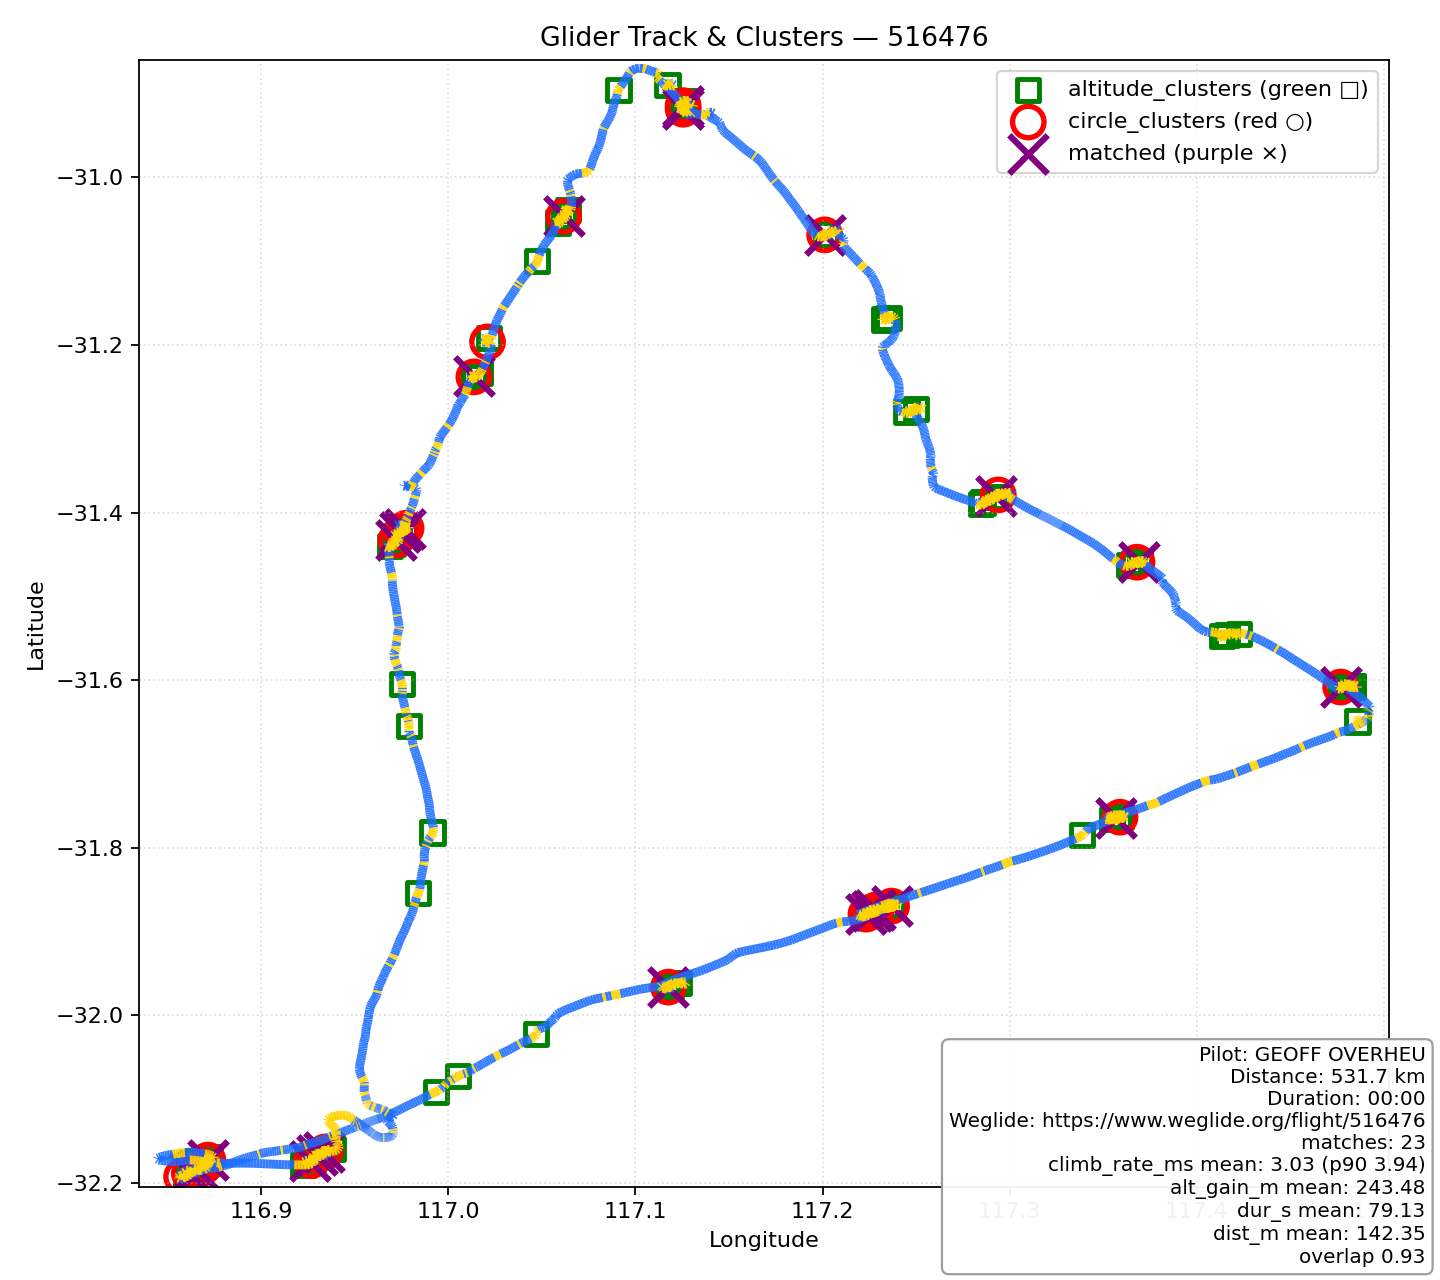 Glider Track & Clusters — 516476
altitude_clusters (green □)
circle_clusters (red ○)
matched (purple ×)
Latitude
−31.0
−31.2
−31.4
−31.6
−31.8
−32.0
−32.2
116.9
117.0
117.1
117.2
117.3
117.4
Longitude
Pilot: GEOFF OVERHEU
Distance: 531.7 km
Duration: 00:00
Weglide: https://www.weglide.org/flight/516476
matches: 23
climb_rate_ms mean: 3.03 (p90 3.94)
alt_gain_m mean: 243.48
dur_s mean: 79.13
dist_m mean: 142.35
overlap 0.93